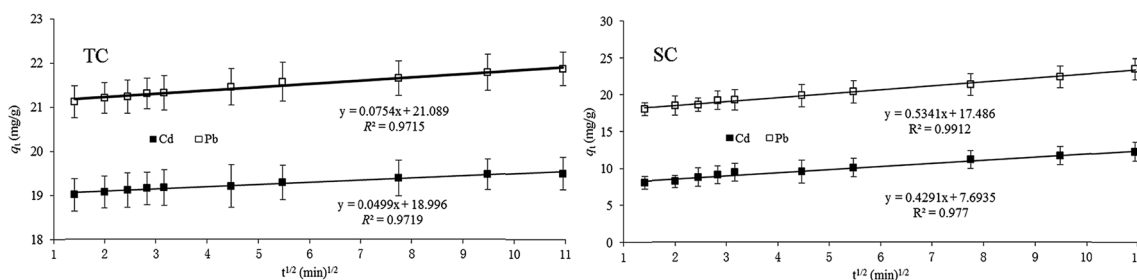 23
22
21
20
19
18
qt (mg/g)
TC
y = 0.0754x + 21.089
R² = 0.9715
Cd Pb
y = 0.0499x + 18.996
R² = 0.9719
1 2 3 4 5 6 7 8 9 10 11
t^1/2 (min)^1/2
30
25
20
15
10
5
0
qt (mg/g)
SC
y = 0.5341x + 17.486
R² = 0.9912
Cd Pb
y = 0.4291x + 7.6935
R² = 0.977
1 2 3 4 5 6 7 8 9 10 1
t^1/2 (min)^1/2